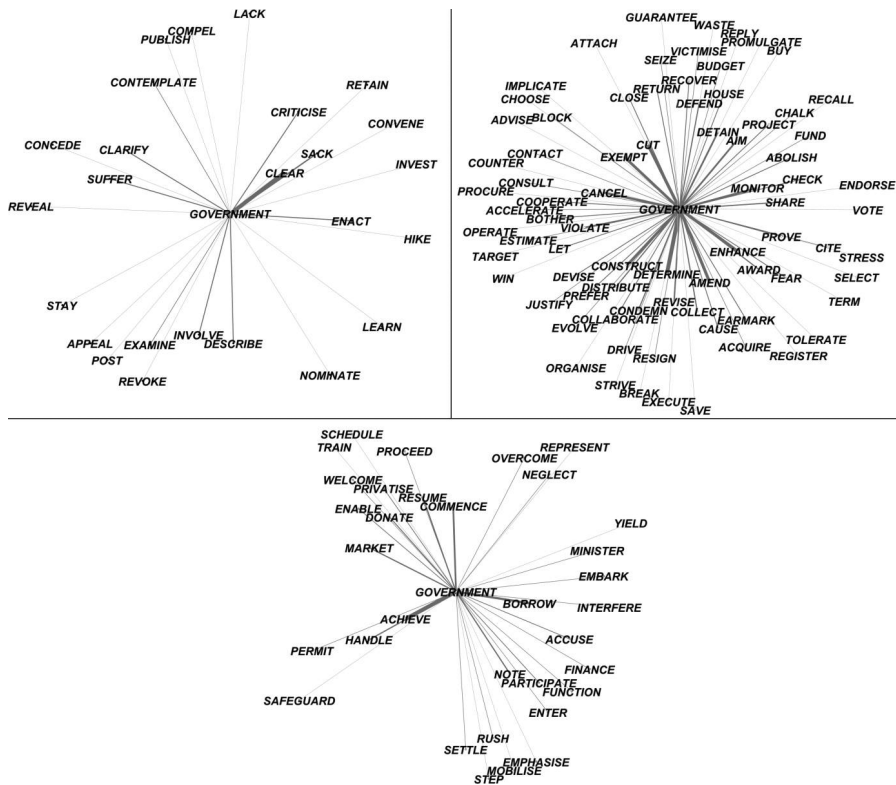 LACK
COMPEL
PUBLISH
CONTEMPLATE
RETAIN
CRITICISE
CONVENE
CONCEDE
CLARIFY
SACK
INVEST
CLEAR
SUFFER
REVEAL
GOVERNMENT
ENACT
HIKE
STAY
LEARN
APPEAL
EXAMINE
INVOLVE
DESCRIBE
POST
REVOKE
NOMINATE
GUARANTEE
WASTE
REPLY
ATTACH
PROMULGATE
VICTIMISE
BUY
SEIZE
BUDGET
RECOVER
IMPLICATE
RETURN
HOUSE
CHOOSE
CLOSE
DEFEND
RECALL
CHALK
ADVISE
BLOCK
PROJECT
DETAIN
FUND
AIM
CUT
CONTACT
EXEMPT
ABOLISH
COUNTER
CONSULT
CHECK
PROCURE
CANCEL
MONITOR
ENDORSE
COOPERATE
SHARE
ACCELERATE
GOVERNMENT
VOTE
BOTHER
OPERATE
VIOLATE
ESTIMATE
LET
PROVE
CITE
TARGET
ENHANCE
STRESS
CONSTRUCT
AWARD
WIN
DEVISE
DETERMINE
FEAR
SELECT
DISTRIBUTE
AMEND
PREFER
TERM
JUSTIFY
REVISE
CONDEMN
COLLECT
COLLABORATE
EARMARK
EVOLVE
CAUSE
TOLERATE
DRIVE
ACQUIRE
REGISTER
RESIGN
ORGANISE
STRIVE
BREAK
EXECUTE
SAVE
SCHEDULE
TRAIN
PROCEED
REPRESENT
OVERCOME
NEGLECT
WELCOME
PRIVATISE
RESUME
COMMENCE
ENABLE
DONATE
YIELD
MARKET
MINISTER
EMBARK
GOVERNMENT
BORROW
INTERFERE
ACHIEVE
HANDLE
ACCUSE
PERMIT
FINANCE
NOTE
PARTICIPATE
FUNCTION
SAFEGUARD
ENTER
RUSH
SETTLE
EMPHASISE
MOBILISE
STEP